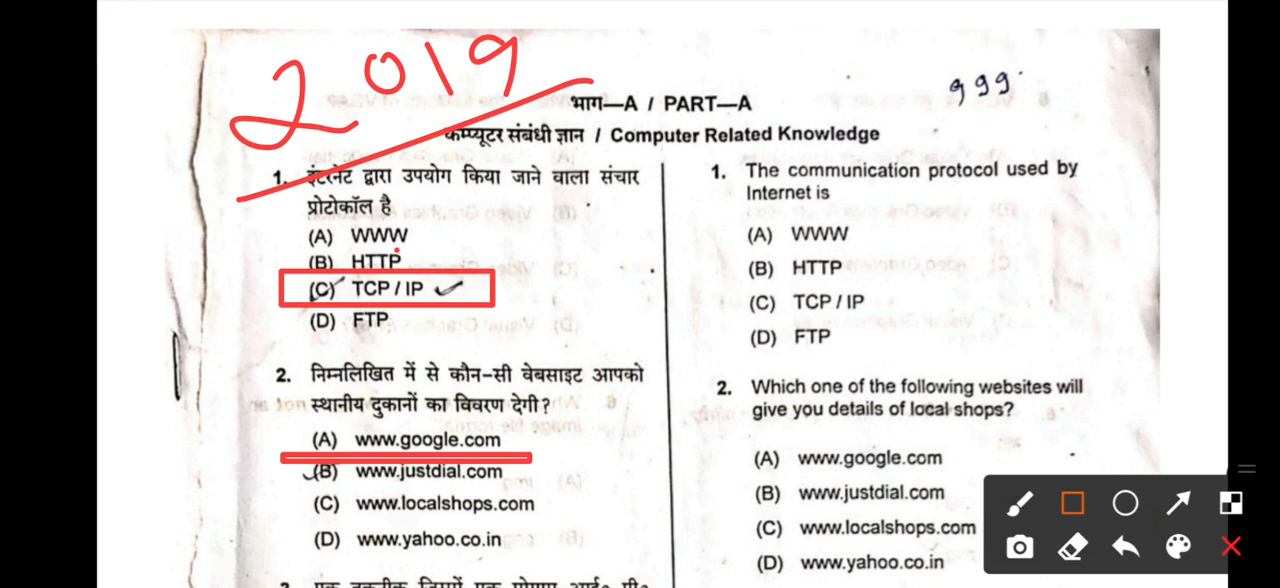 2019
999
भाग—A / PART—A
कम्प्यूटर संबंधी ज्ञान / Computer Related Knowledge
1. इंटरनेट द्वारा उपयोग किया जाने वाला संचार
प्रोटोकॉल है
(A) WWW
(B) HTTP
(C) TCP / IP
(D) FTP
2. निम्नलिखित में से कौन-सी वेबसाइट आपको
स्थानीय दुकानों का विवरण देगी?
(A) www.google.com
(B) www.justdial.com
(C) www.localshops.com
(D) www.yahoo.co.in
1. The communication protocol used by
Internet is
(A) WWW
(B) HTTP
(C) TCP / IP
(D) FTP
2. Which one of the following websites will
give you details of local shops?
(A) www.google.com
(B) www.justdial.com
(C) www.localshops.com
(D) www.yahoo.co.in